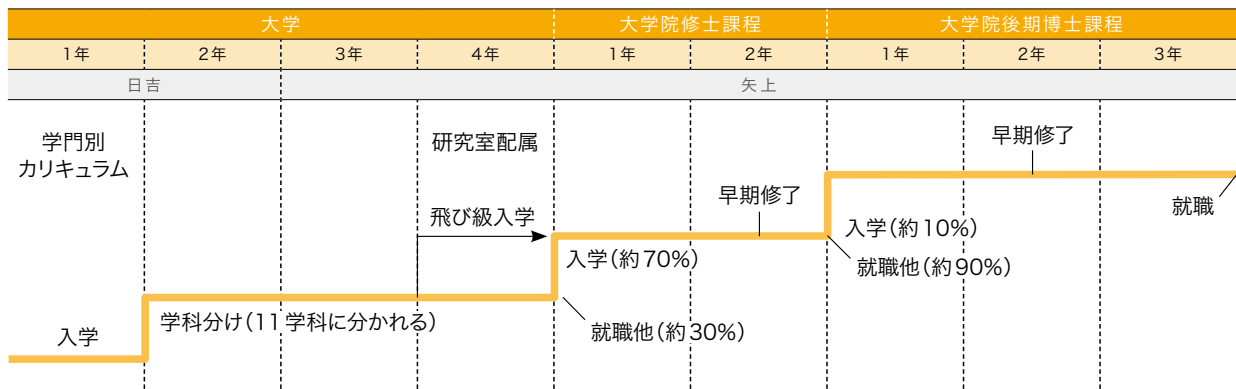 大学 大学院修士課程 大学院後期博士課程
1年 2年 3年 4年 1年 2年 1年 2年 3年
日吉 矢上
学門別
カリキュラム
研究室配属
早期修了
早期修了
就職
飛び級入学
入学(約10%)
入学(約70%)
就職他(約90%)
学科分け(11学科に分かれる)
入学
就職他(約30%)